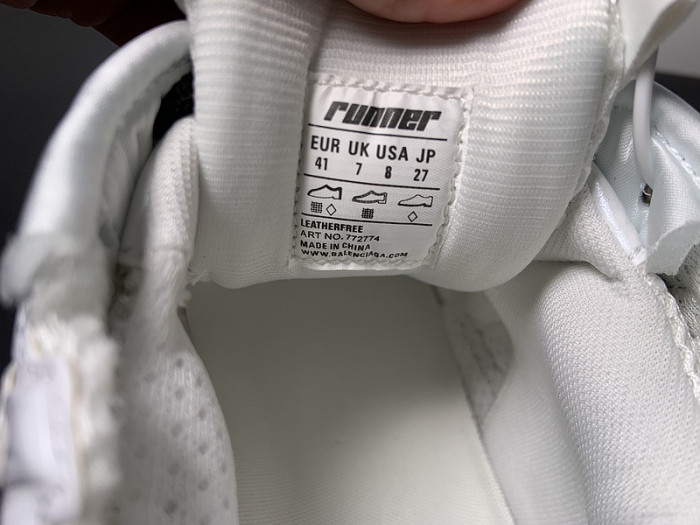 runner
EUR UK USA JP
41 7 8 27
LEATHERFREE
ART NO. 772774
MADE IN CHINA
WWW.BALENCIAGA.COM